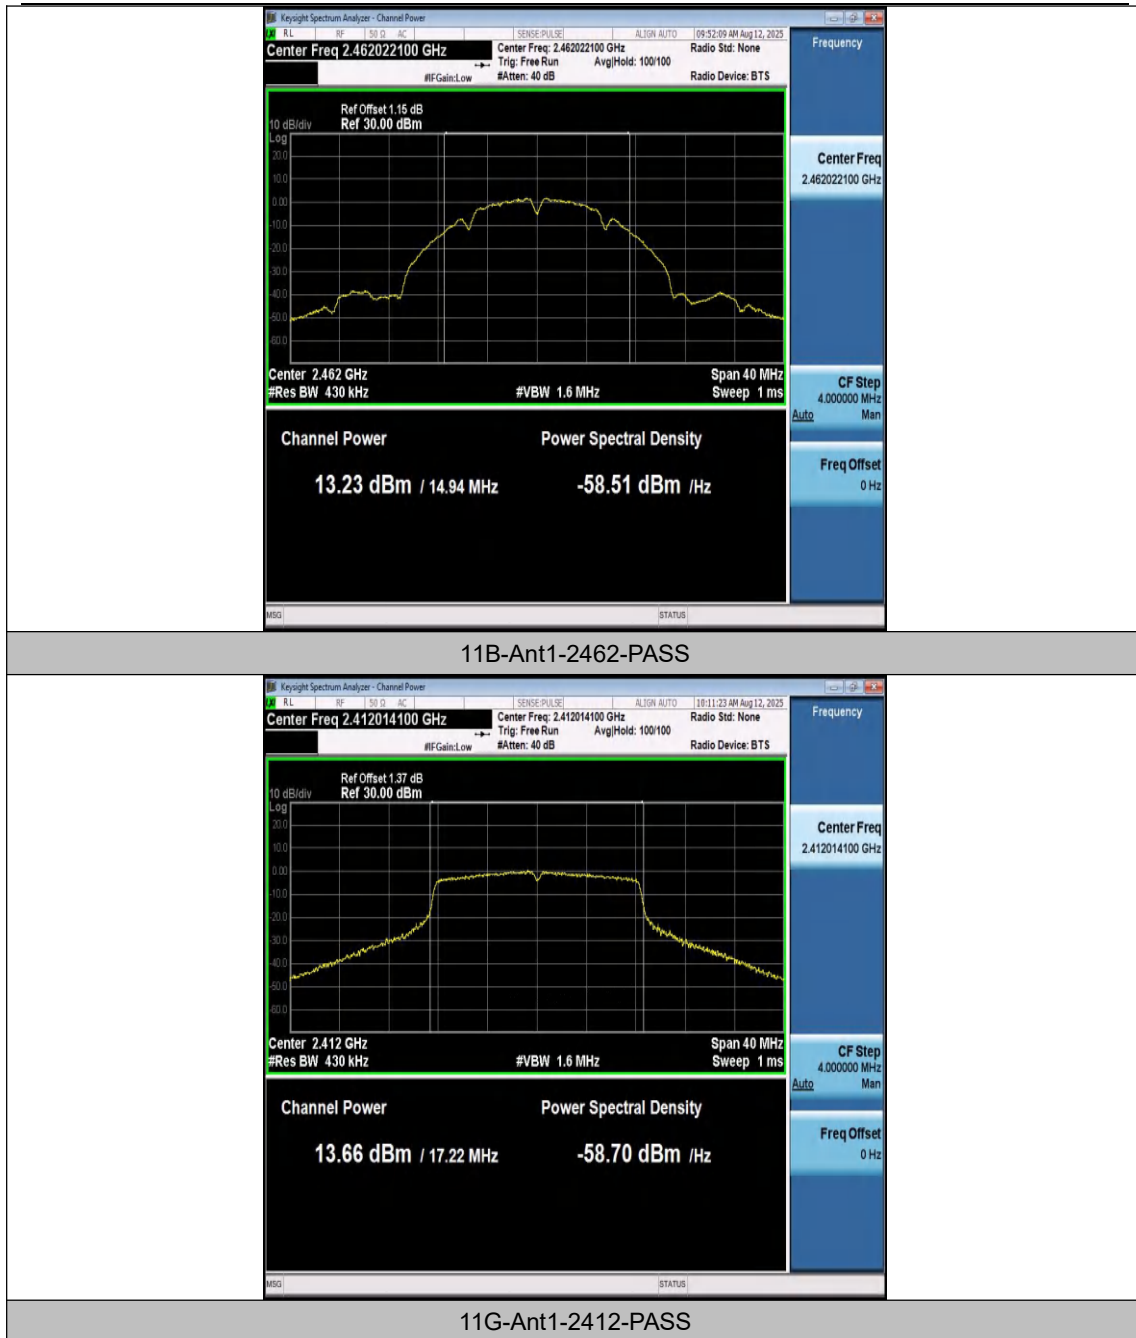 Keysight Spectrum Analyzer - Channel Power
RL RF 50 Ω AC SENSE:PULSE ALIGN AUTO 09:52:09 AM Aug 12, 2025
Center Freq 2.462022100 GHz
Center Freq: 2.462022100 GHz Radio Std: None
Trig: Free Run Avg|Hold: 100/100
#IFGain:Low #Atten: 40 dB Radio Device: BTS
Frequency
Ref Offset 1.15 dB
10 dB/div Ref 30.00 dBm
Log
20.0
10.0
0.00
-10.0
-20.0
-30.0
-40.0
-50.0
-60.0
Center Freq
2.462022100 GHz
Center 2.462 GHz Span 40 MHz
#Res BW 430 kHz #VBW 1.6 MHz Sweep 1 ms
CF Step
4.000000 MHz
Auto Man
Channel Power Power Spectral Density
13.23 dBm / 14.94 MHz -58.51 dBm /Hz
Freq Offset
0 Hz
MSG STATUS
11B-Ant1-2462-PASS
Keysight Spectrum Analyzer - Channel Power
RL RF 50 Ω AC SENSE:PULSE ALIGN AUTO 10:11:23 AM Aug 12, 2025
Center Freq 2.412014100 GHz
Center Freq: 2.412014100 GHz Radio Std: None
Trig: Free Run Avg|Hold: 100/100
#IFGain:Low #Atten: 40 dB Radio Device: BTS
Frequency
Ref Offset 1.37 dB
10 dB/div Ref 30.00 dBm
Log
20.0
10.0
0.00
-10.0
-20.0
-30.0
-40.0
-50.0
-60.0
Center Freq
2.412014100 GHz
Center 2.412 GHz Span 40 MHz
#Res BW 430 kHz #VBW 1.6 MHz Sweep 1 ms
CF Step
4.000000 MHz
Auto Man
Channel Power Power Spectral Density
13.66 dBm / 17.22 MHz -58.70 dBm /Hz
Freq Offset
0 Hz
MSG STATUS
11G-Ant1-2412-PASS